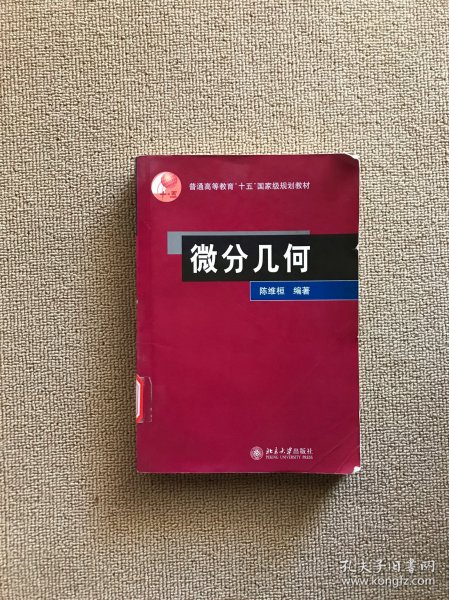 普通高等教育"十五"国家级规划教材
微分几何
陈维桓 编著
北京大学出版社
PEKING UNIVERSITY PRESS
孔夫子旧书网
www.kongfz.com